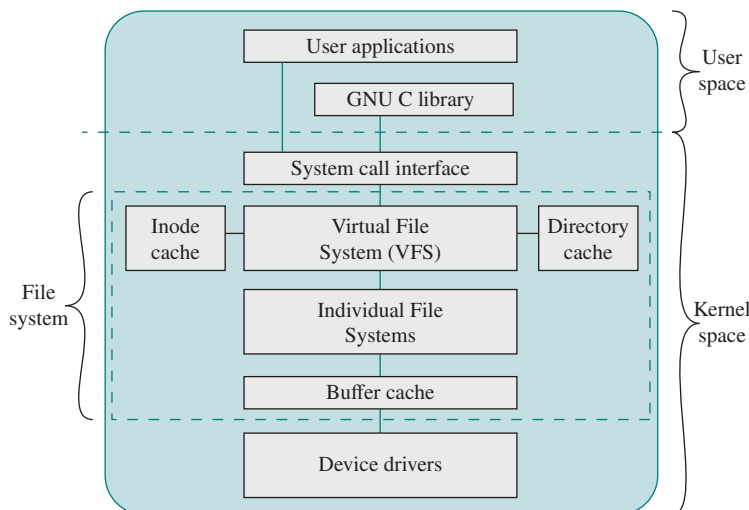 User applications
User
space
GNU C library
System call interface
Inode
cache
Virtual File
System (VFS)
Directory
cache
File
system
Individual File
Systems
Kernel
space
Buffer cache
Device drivers